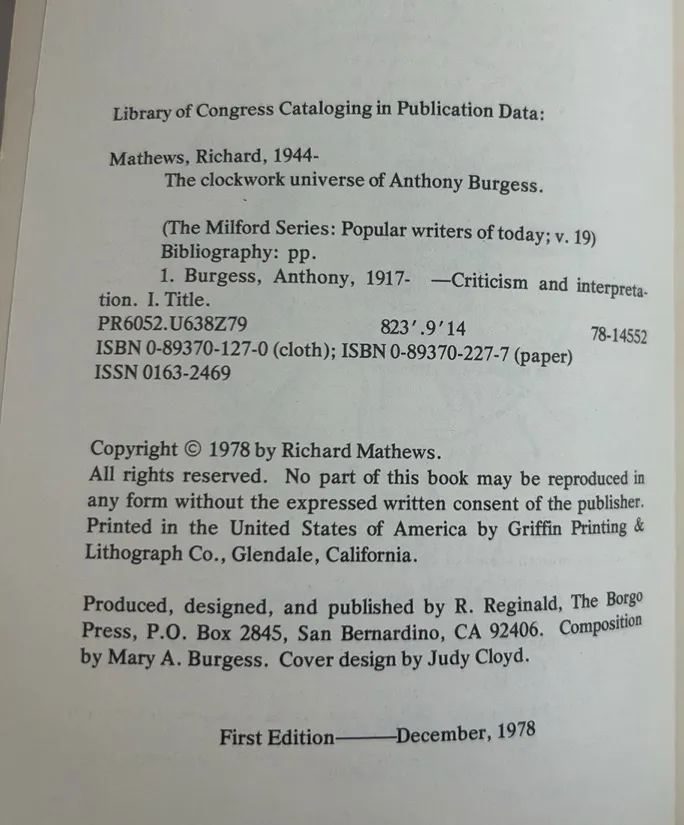 Library of Congress Cataloging in Publication Data:
Mathews, Richard, 1944-
The clockwork universe of Anthony Burgess.
(The Milford Series: Popular writers of today; v. 19)
Bibliography: pp.
1. Burgess, Anthony, 1917- —Criticism and interpreta-
tion. I. Title.
PR6052.U638Z79 823'.9'14 78-14552
ISBN 0-89370-127-0 (cloth); ISBN 0-89370-227-7 (paper)
ISSN 0163-2469
Copyright © 1978 by Richard Mathews.
All rights reserved. No part of this book may be reproduced in
any form without the expressed written consent of the publisher.
Printed in the United States of America by Griffin Printing &
Lithograph Co., Glendale, California.
Produced, designed, and published by R. Reginald, The Borgo
Press, P.O. Box 2845, San Bernardino, CA 92406. Composition
by Mary A. Burgess. Cover design by Judy Cloyd.
First Edition———December, 1978